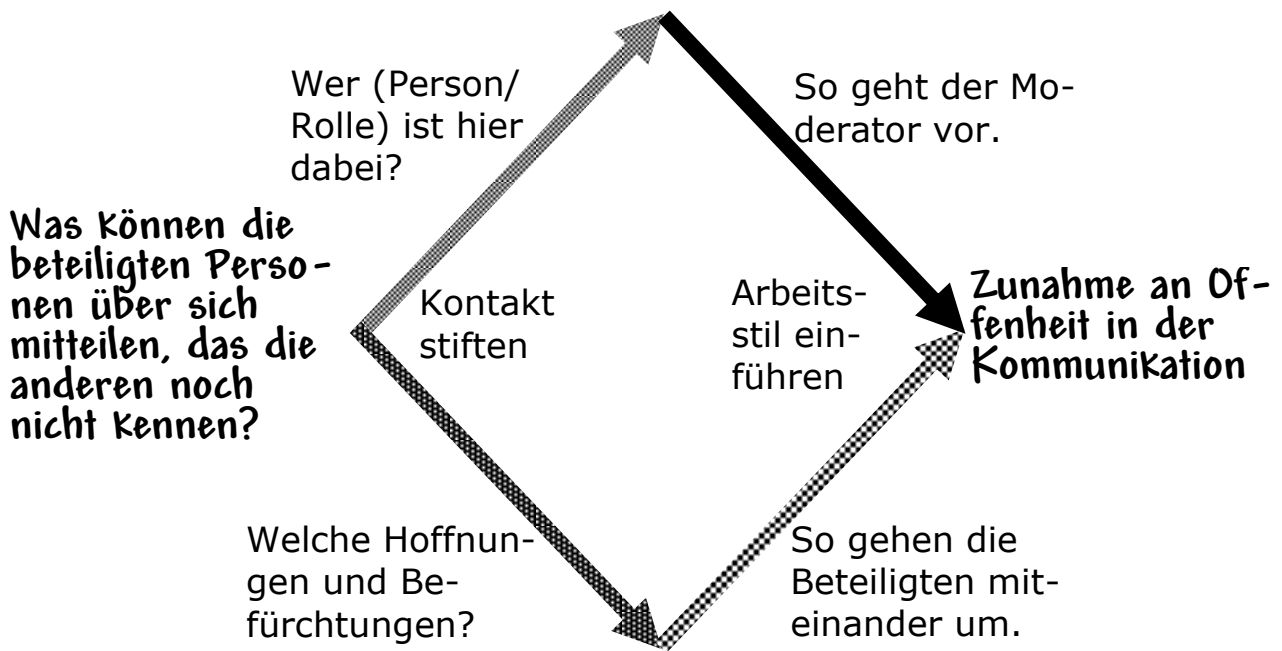 Wer (Person/
Rolle) ist hier
dabei?
So geht der Mo-
derator vor.
Was können die
beteiligten Perso-
nen über sich
mitteilen, das die
anderen noch
nicht kennen?
Kontakt
stiften
Arbeits-
stil ein-
führen
Zunahme an Of-
fenheit in der
Kommunikation
Welche Hoffnun-
gen und Be-
fürchtungen?
So gehen die
Beteiligten mit-
einander um.